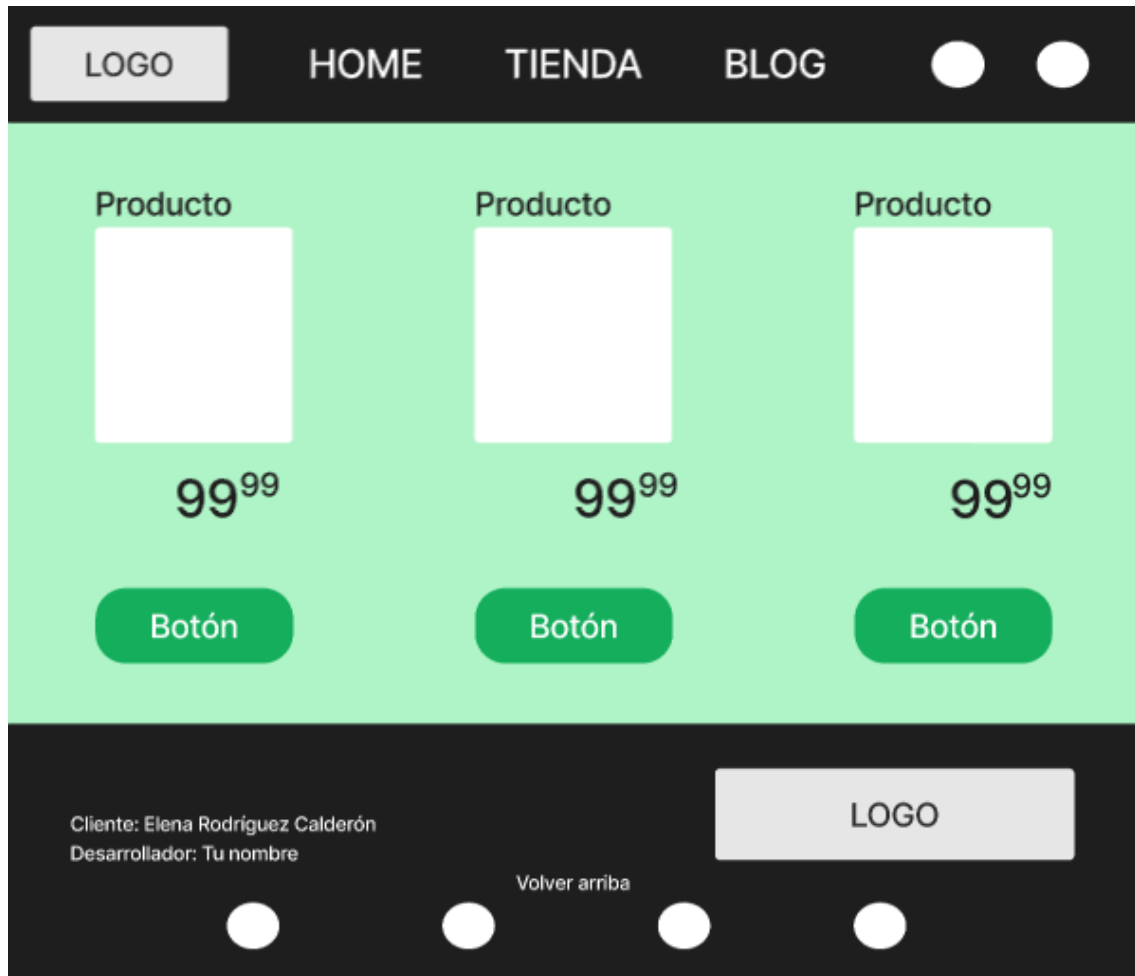 LOGO HOME TIENDA BLOG
Producto Producto Producto
99⁹⁹ 99⁹⁹ 99⁹⁹
Botón Botón Botón
LOGO
Cliente: Elena Rodríguez Calderón
Desarrollador: Tu nombre
Volver arriba